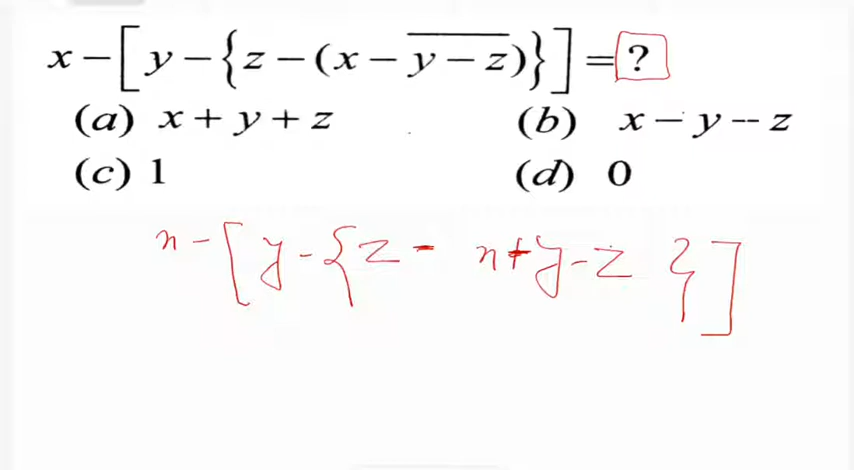 x − [y − {z − (x − y − z)}] = ?
(a) x + y + z (b) x − y −− z
(c) 1 (d) 0
x − [y − {z − x + y − z }]